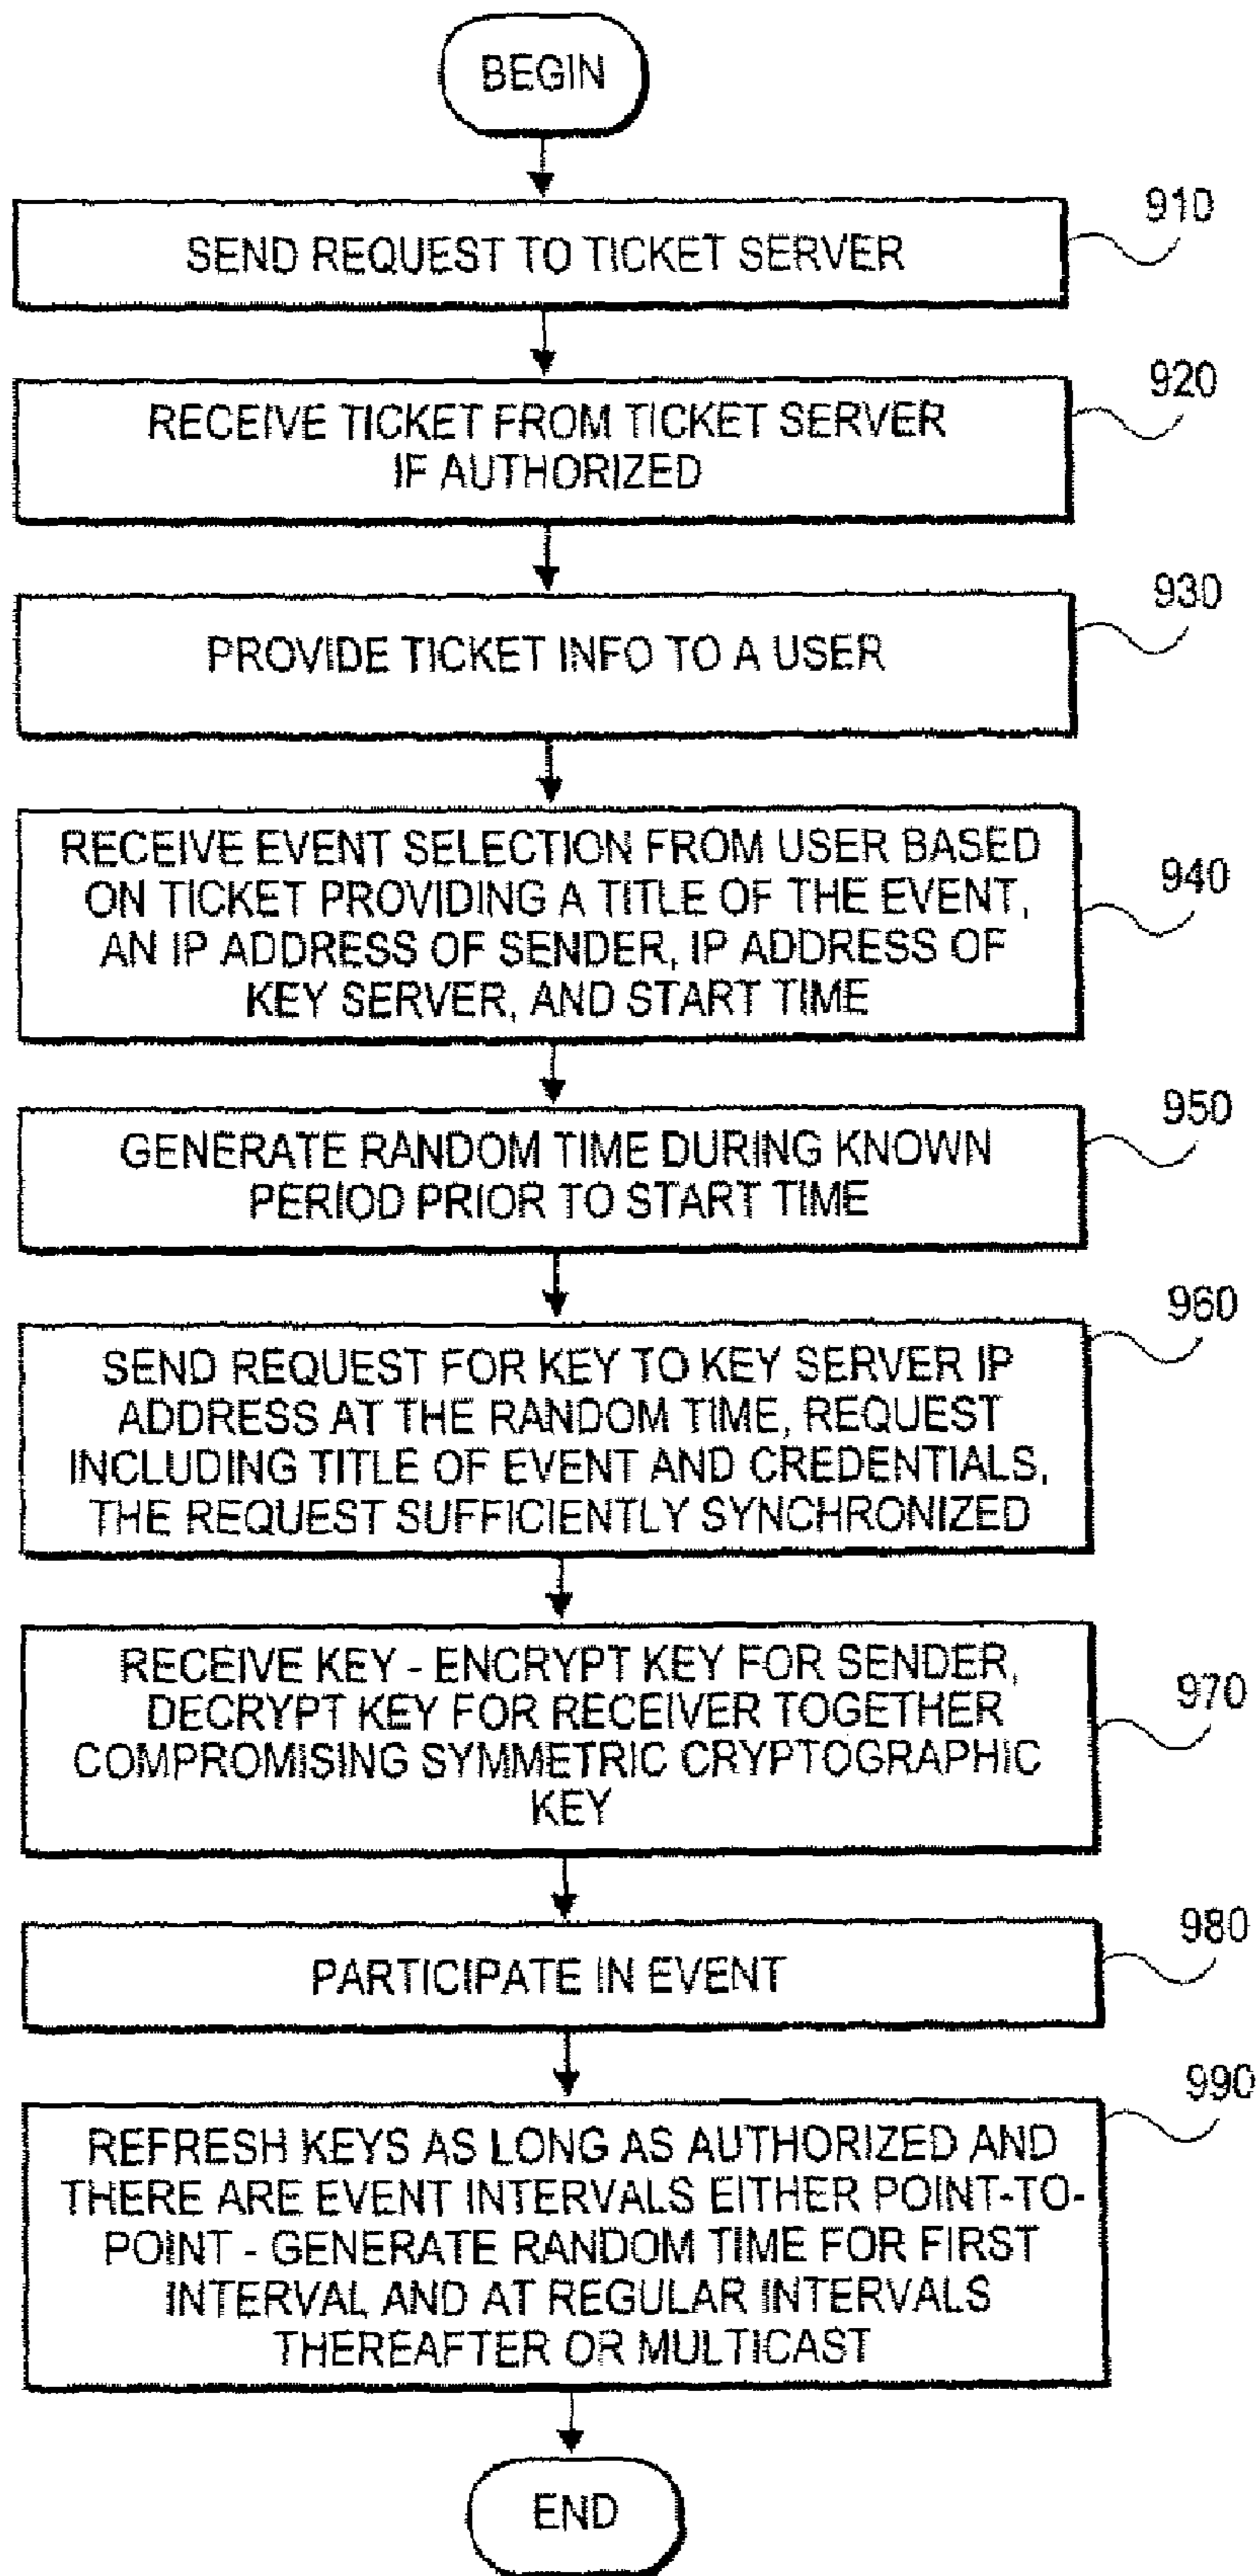 BEGIN
910
SEND REQUEST TO TICKET SERVER
920
RECEIVE TICKET FROM TICKET SERVER
IF AUTHORIZED
930
PROVIDE TICKET INFO TO A USER
940
RECEIVE EVENT SELECTION FROM USER BASED
ON TICKET PROVIDING A TITLE OF THE EVENT,
AN IP ADDRESS OF SENDER, IP ADDRESS OF
KEY SERVER, AND START TIME
950
GENERATE RANDOM TIME DURING KNOWN
PERIOD PRIOR TO START TIME
960
SEND REQUEST FOR KEY TO KEY SERVER IP
ADDRESS AT THE RANDOM TIME, REQUEST
INCLUDING TITLE OF EVENT AND CREDENTIALS,
THE REQUEST SUFFICIENTLY SYNCHRONIZED
970
RECEIVE KEY - ENCRYPT KEY FOR SENDER,
DECRYPT KEY FOR RECEIVER TOGETHER
COMPROMISING SYMMETRIC CRYPTOGRAPHIC
KEY
980
PARTICIPATE IN EVENT
990
REFRESH KEYS AS LONG AS AUTHORIZED AND
THERE ARE EVENT INTERVALS EITHER POINT-TO-
POINT - GENERATE RANDOM TIME FOR FIRST
INTERVAL AND AT REGULAR INTERVALS
THEREAFTER OR MULTICAST
END